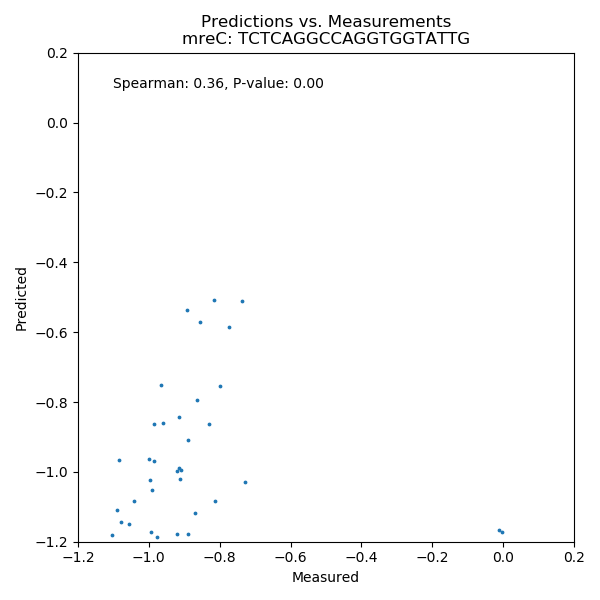 Predictions vs. Measurements
mreC: TCTCAGGCCAGGTGGTATTG
Spearman: 0.36, P-value: 0.00
0.2
0.0
−0.2
−0.4
−0.6
−0.8
−1.0
−1.2
Predicted
−1.2 −1.0 −0.8 −0.6 −0.4 −0.2 0.0 0.2
Measured